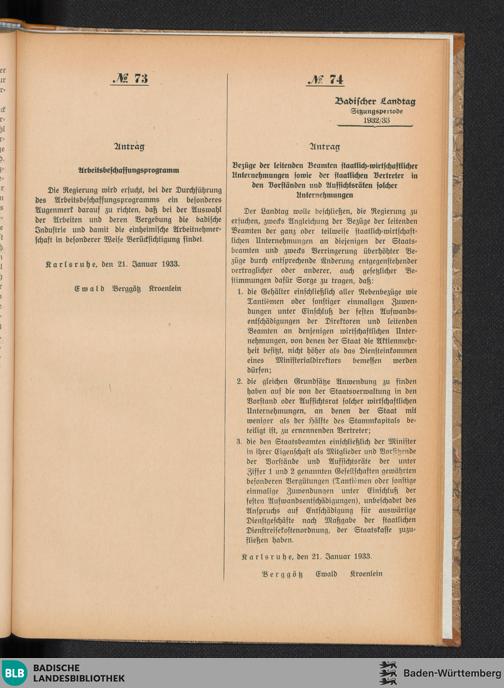 № 73
Antrag
Arbeitsbeschaffungsprogramm
Die Regierung wird ersucht, bei der Durchführung
des Arbeitsbeschaffungsprogramms ein besonderes
Augenmerk darauf zu richten, daß bei der Auswahl
der Arbeiten und deren Vergebung die badische
Industrie und damit die einheimische Arbeitnehmer-
schaft in besonderer Weise Berücksichtigung findet.
Karlsruhe, den 21. Januar 1933.
Ewald Berggötz Kroenlein
№ 74
Badischer Landtag
Sitzungsperiode
1932/33
Antrag
Bezüge der leitenden Beamten staatlich-wirtschaftlicher
Unternehmungen sowie der staatlichen Vertreter in
den Vorständen und Aufsichtsräten solcher
Unternehmungen
Der Landtag wolle beschließen, die Regierung zu
ersuchen, zwecks Angleichung der Bezüge der leitenden
Beamten der ganz oder teilweise staatlich-wirtschaft-
lichen Unternehmungen an diejenigen der Staats-
beamten und zwecks Verringerung überhöhter Be-
züge durch entsprechende Änderung entgegenstehender
vertraglicher oder anderer, auch gesetzlicher Be-
stimmungen dafür Sorge zu tragen, daß:
1. die Gehälter einschließlich aller Nebenbezüge wie
Tantiemen oder sonstiger einmaligen Zuwen-
dungen unter Einschluß der festen Aufwands-
entschädigungen der Direktoren und leitenden
Beamten an denjenigen wirtschaftlichen Unter-
nehmungen, von denen der Staat die Aktienmehr-
heit besitzt, nicht höher als das Diensteinkommen
eines Ministerialdirektors bemessen werden
dürfen;
2. die gleichen Grundsätze Anwendung zu finden
haben auf die von der Staatsverwaltung in den
Vorstand oder Aufsichtsrat solcher wirtschaftlichen
Unternehmungen, an denen der Staat mit
weniger als der Hälfte des Stammkapitals be-
teiligt ist, zu ernennenden Vertreter;
3. die den Staatsbeamten einschließlich der Minister
in ihrer Eigenschaft als Mitglieder und Vorsitzende
der Vorstände und Aufsichtsräte der unter
Ziffer 1 und 2 genannten Gesellschaften gewährten
besonderen Vergütungen (Tantiemen oder sonstige
einmalige Zuwendungen unter Einschluß der
festen Aufwandsentschädigungen), unbeschadet des
Anspruchs auf Entschädigung für auswärtige
Dienstgeschäfte nach Maßgabe der staatlichen
Dienstreisekostenordnung, der Staatskasse zuzu-
fließen haben.
Karlsruhe, den 21. Januar 1933.
Berggötz Ewald Kroenlein
BLB BADISCHE
LANDESBIBLIOTHEK
Baden-Württemberg